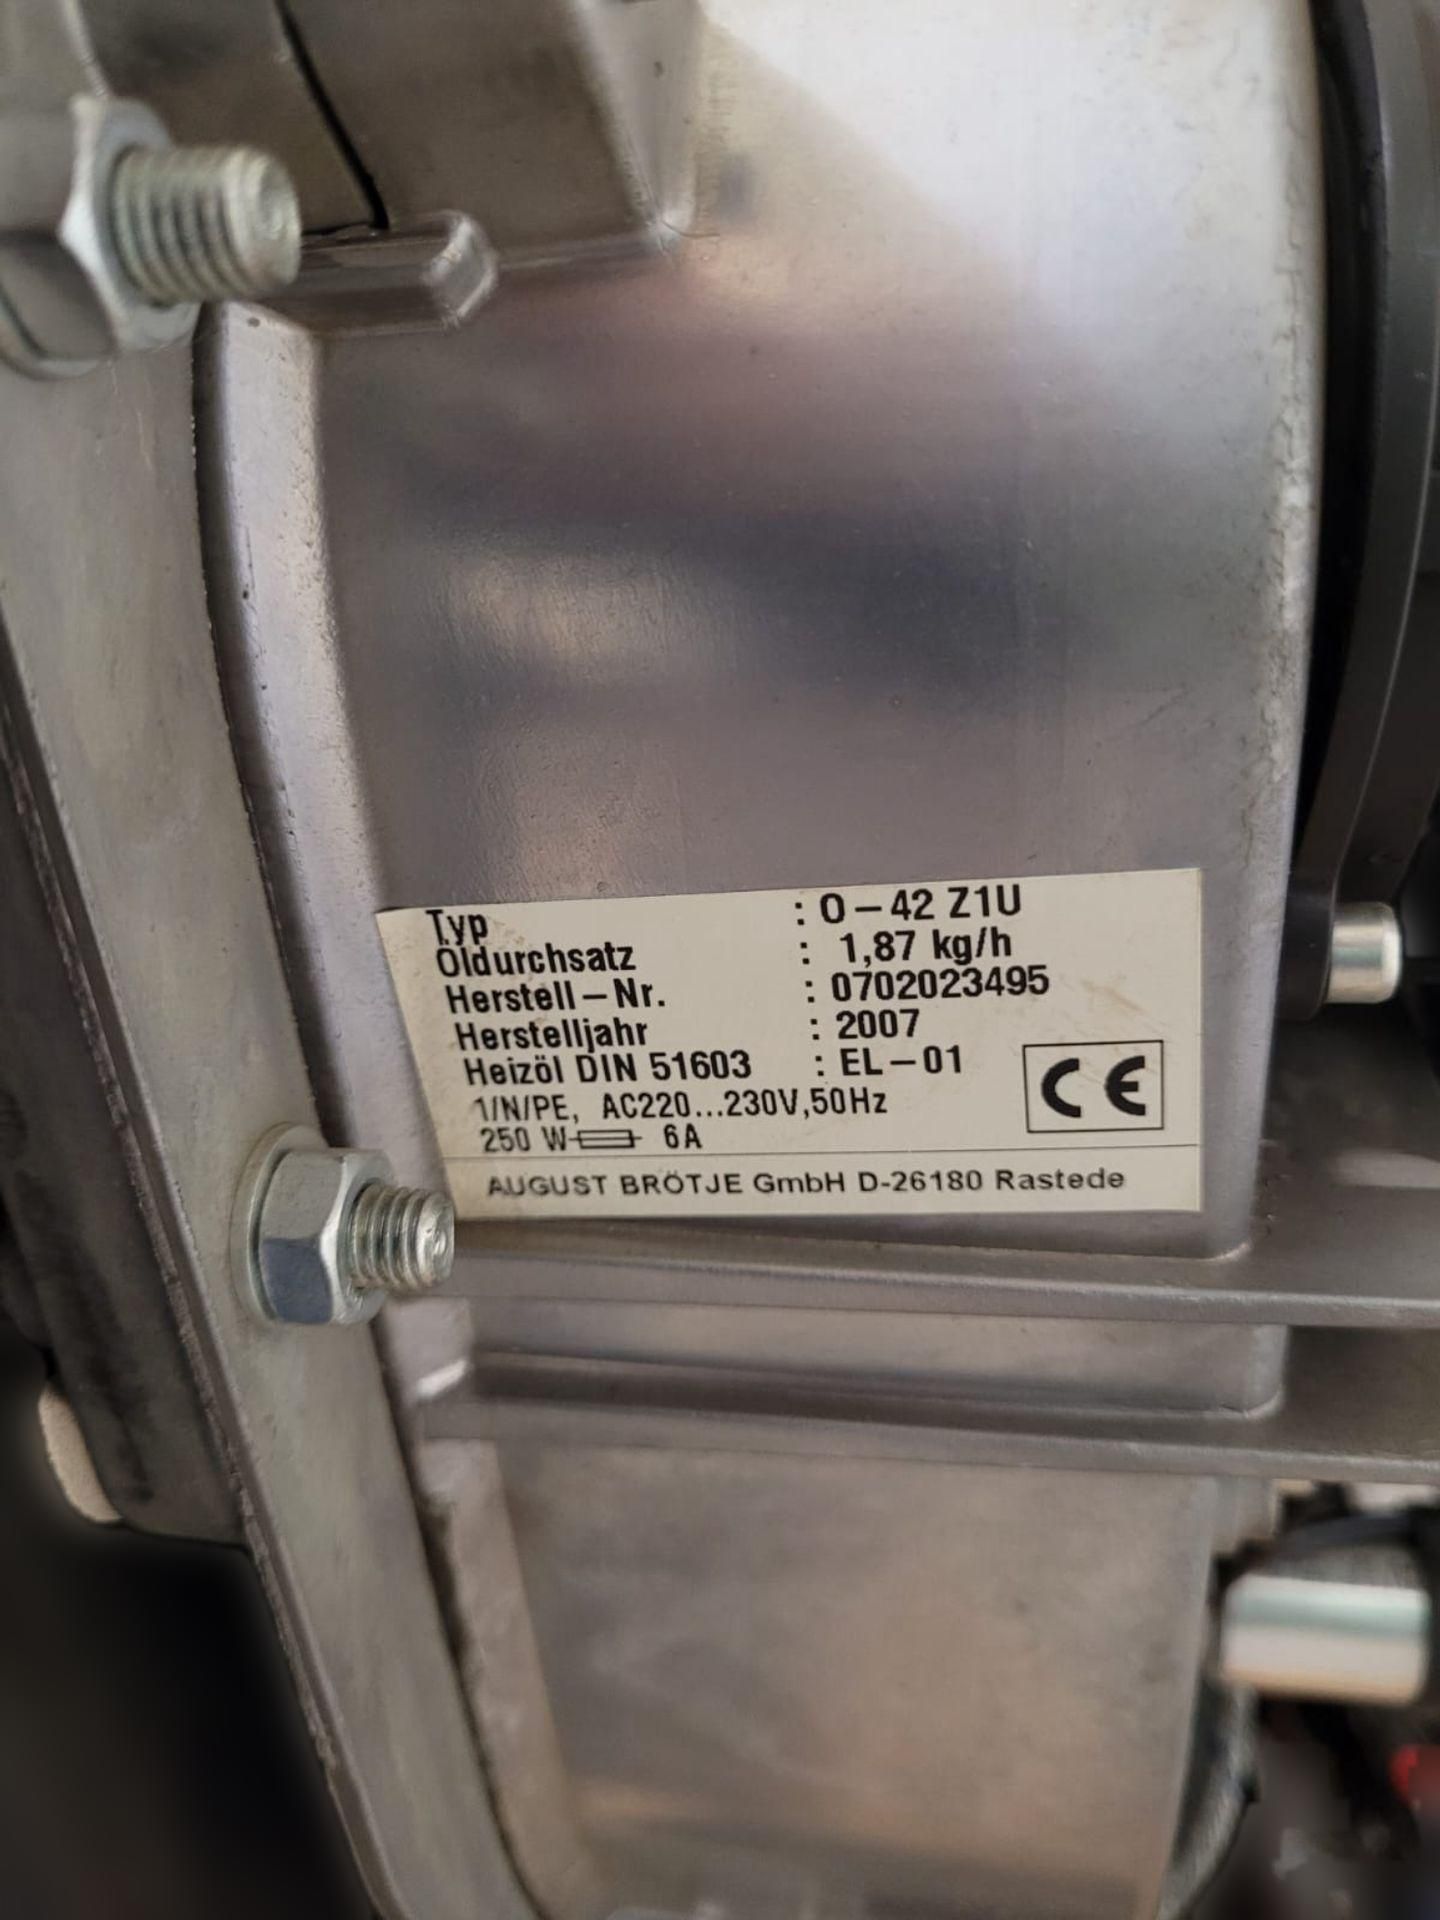 Typ : O-42 Z1U
Öldurchsatz : 1,87 kg/h
Herstell-Nr. : 0702023495
Herstelljahr : 2007
Heizöl DIN 51603 : EL-01
1/N/PE, AC220...230V,50Hz
250 W 6A
CE
AUGUST BRÖTJE GmbH D-26180 Rastede